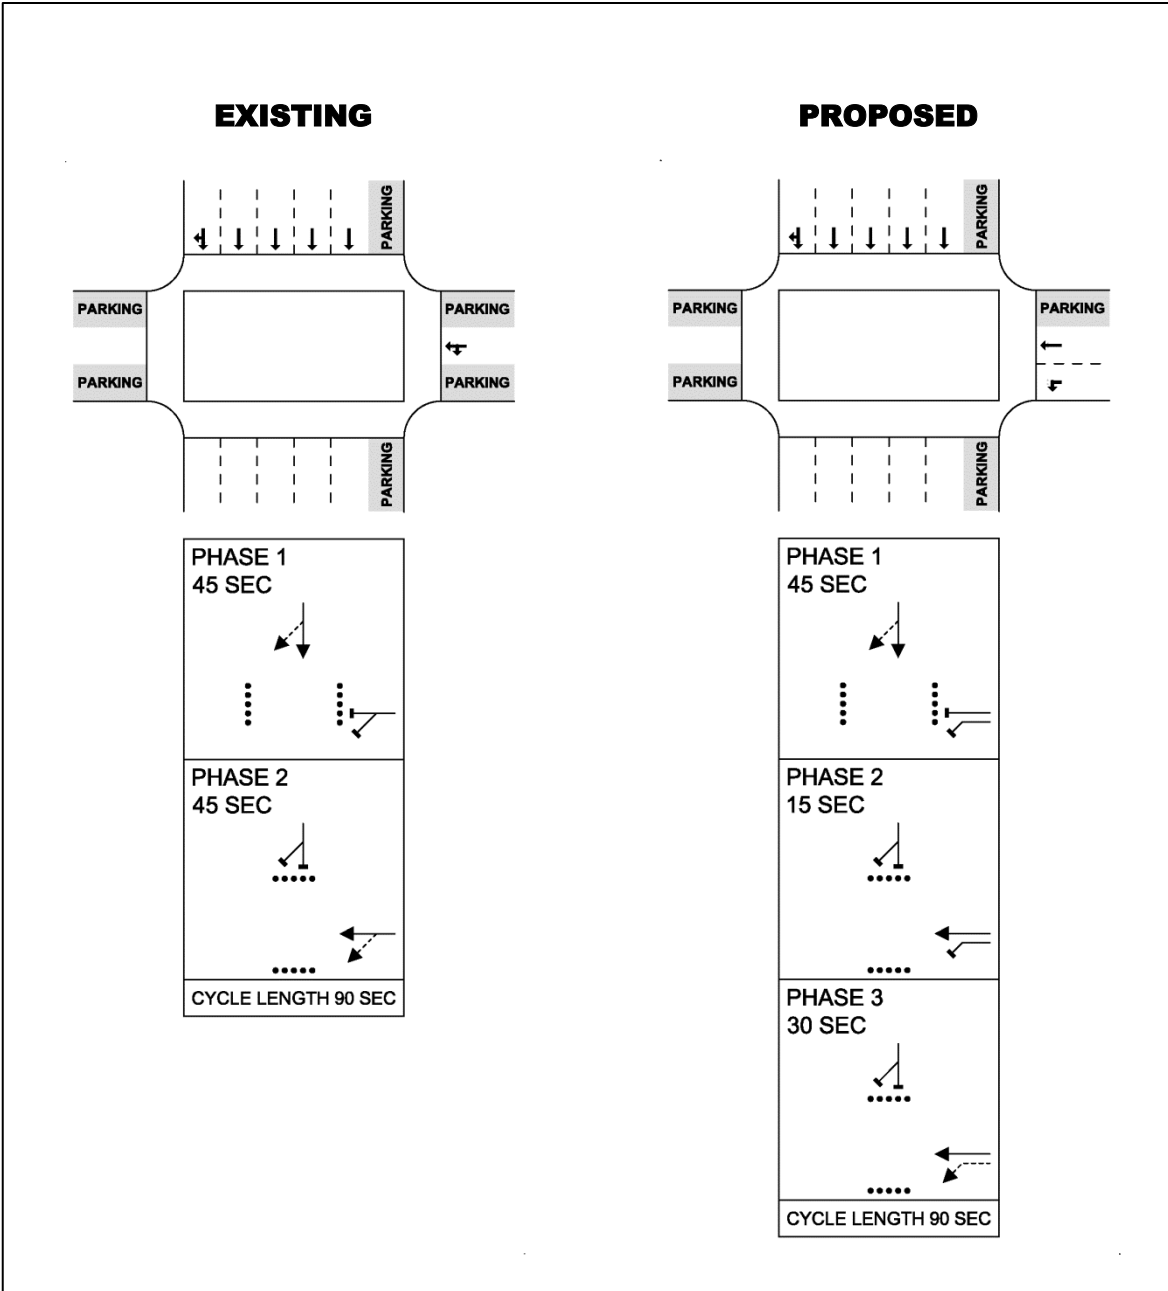 EXISTING
PARKING
PARKING
PARKING
PARKING
PARKING
PARKING
PHASE 1
45 SEC
PHASE 2
45 SEC
CYCLE LENGTH 90 SEC
PROPOSED
PARKING
PARKING
PARKING
PARKING
PARKING
PHASE 1
45 SEC
PHASE 2
15 SEC
PHASE 3
30 SEC
CYCLE LENGTH 90 SEC